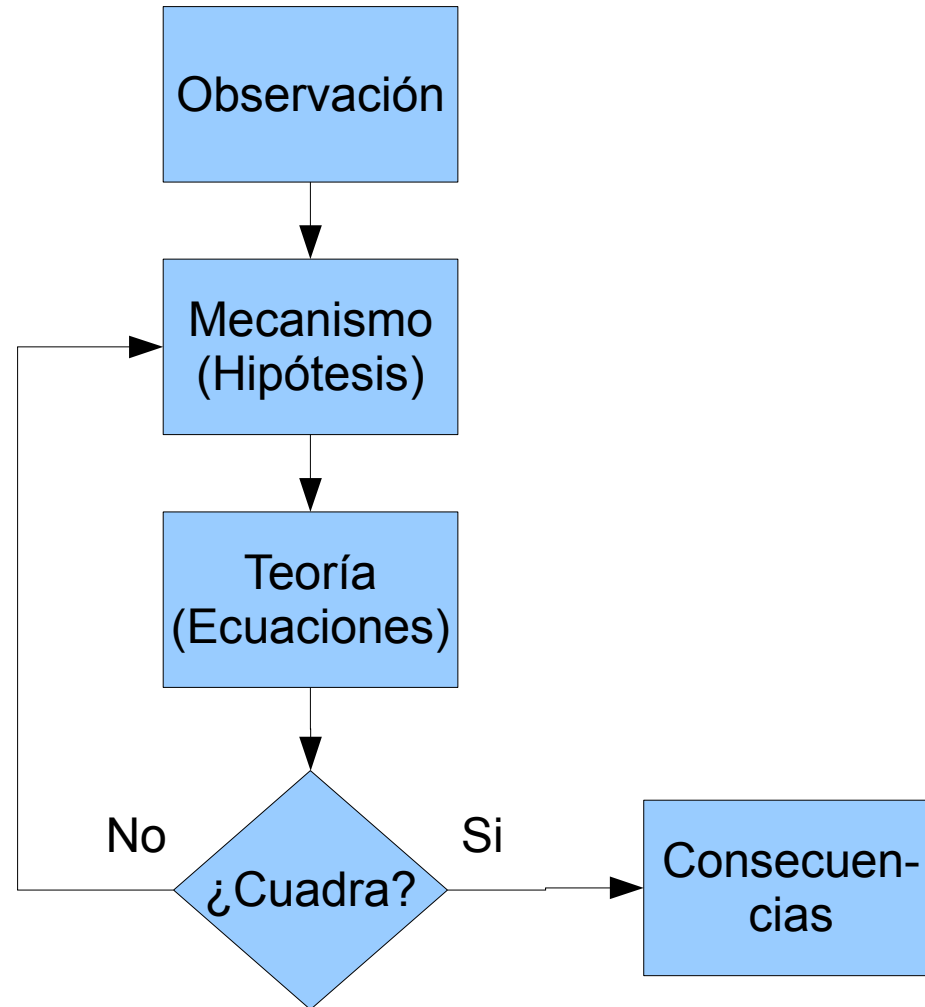 Observación
Mecanismo
(Hipótesis)
Teoría
(Ecuaciones)
No
Si
¿Cuadra?
Consecuen-
cias